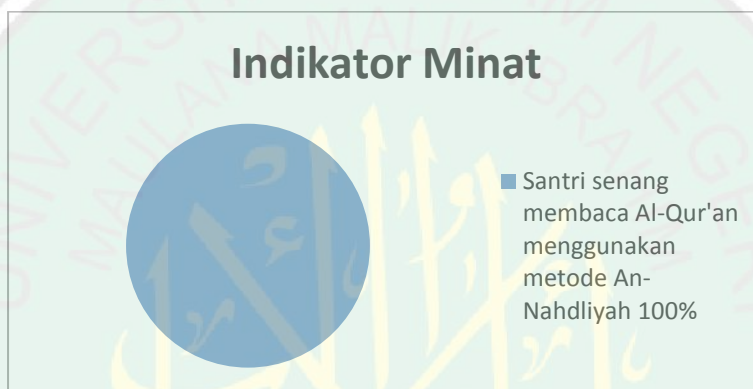 Indikator Minat
Santri senang
membaca Al-Qur'an
menggunakan
metode An-
Nahdliyah 100%